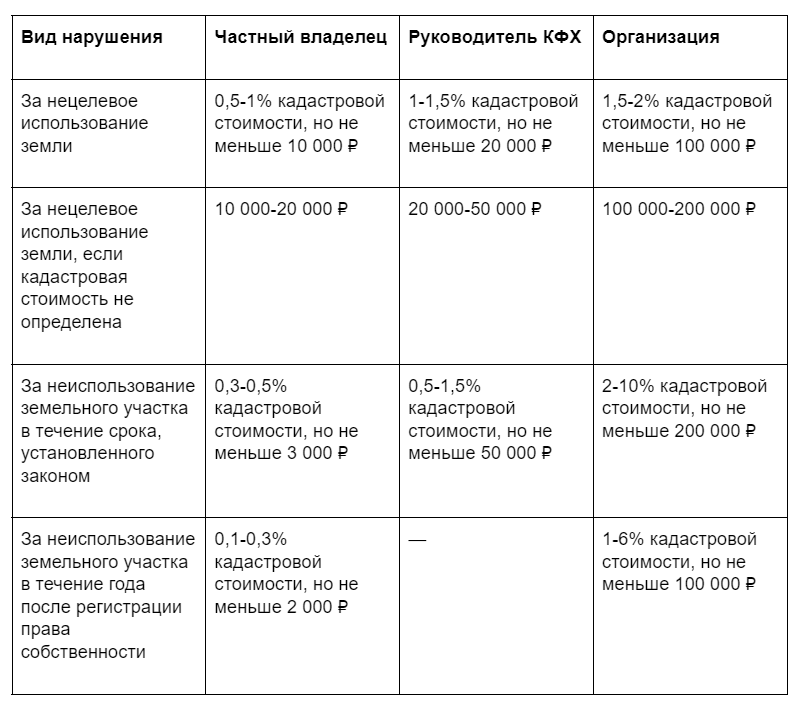 Вид нарушения
Частный владелец
Руководитель КФХ
Организация
За нецелевое
использование
земли
0,5-1% кадастровой
стоимости, но не
меньше 10 000 ₽
1-1,5% кадастровой
стоимости, но не
меньше 20 000 ₽
1,5-2% кадастровой
стоимости, но не
меньше 100 000 ₽
За нецелевое
использование
земли, если
кадастровая
стоимость не
определена
10 000-20 000 ₽
20 000-50 000 ₽
100 000-200 000 ₽
За неиспользование
земельного участка
в течение срока,
установленного
законом
0,3-0,5%
кадастровой
стоимости, но не
меньше 3 000 ₽
0,5-1,5%
кадастровой
стоимости, но не
меньше 50 000 ₽
2-10% кадастровой
стоимости, но не
меньше 200 000 ₽
За неиспользование
земельного участка
в течение года
после регистрации
права
собственности
0,1-0,3%
кадастровой
стоимости, но не
меньше 2 000 ₽
—
1-6% кадастровой
стоимости, но не
меньше 100 000 ₽